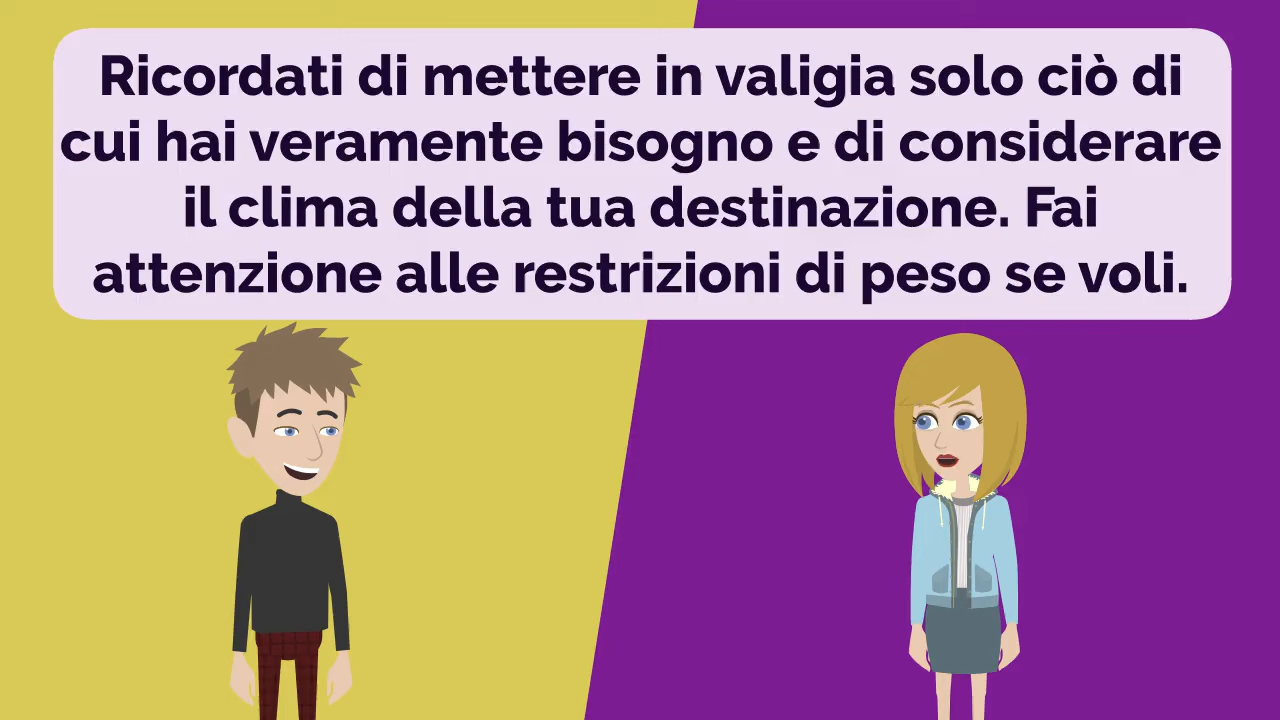 Ricordati di mettere in valigia solo ciò di
cui hai veramente bisogno e di considerare
il clima della tua destinazione. Fai
attenzione alle restrizioni di peso se voli.